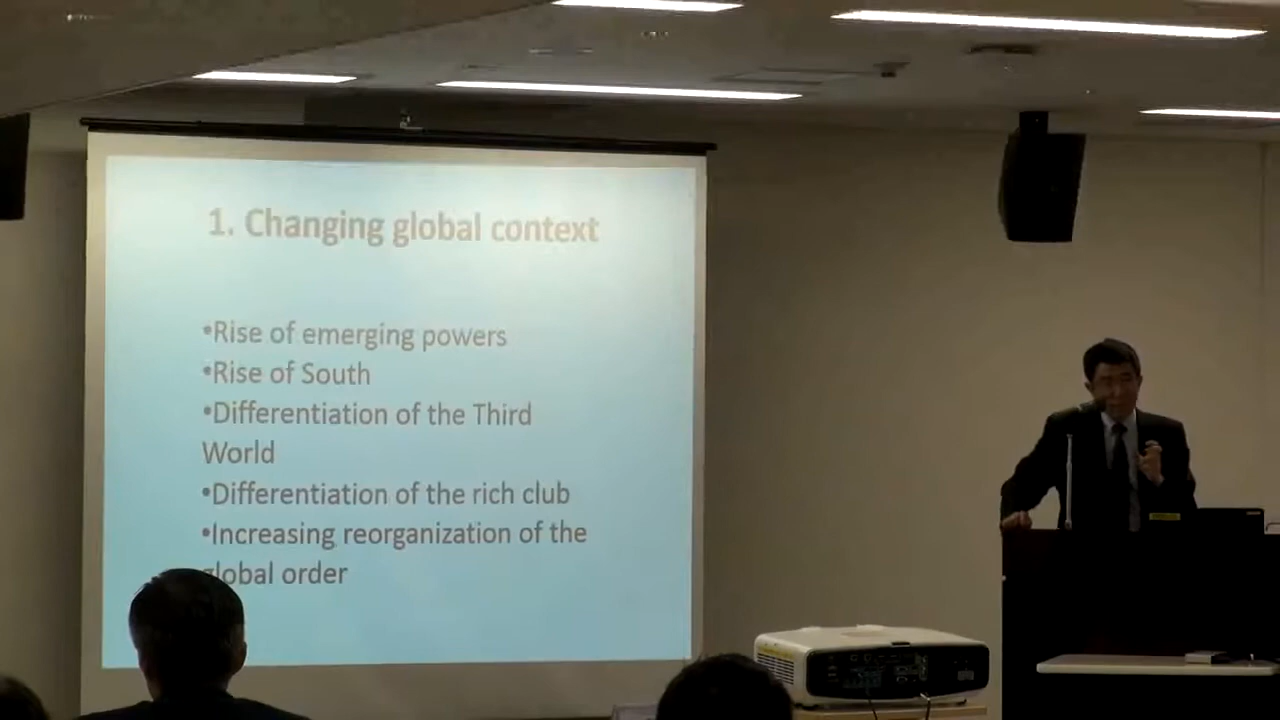 1. Changing global context
•Rise of emerging powers
•Rise of South
•Differentiation of the Third
World
•Differentiation of the rich club
•Increasing reorganization of the
global order